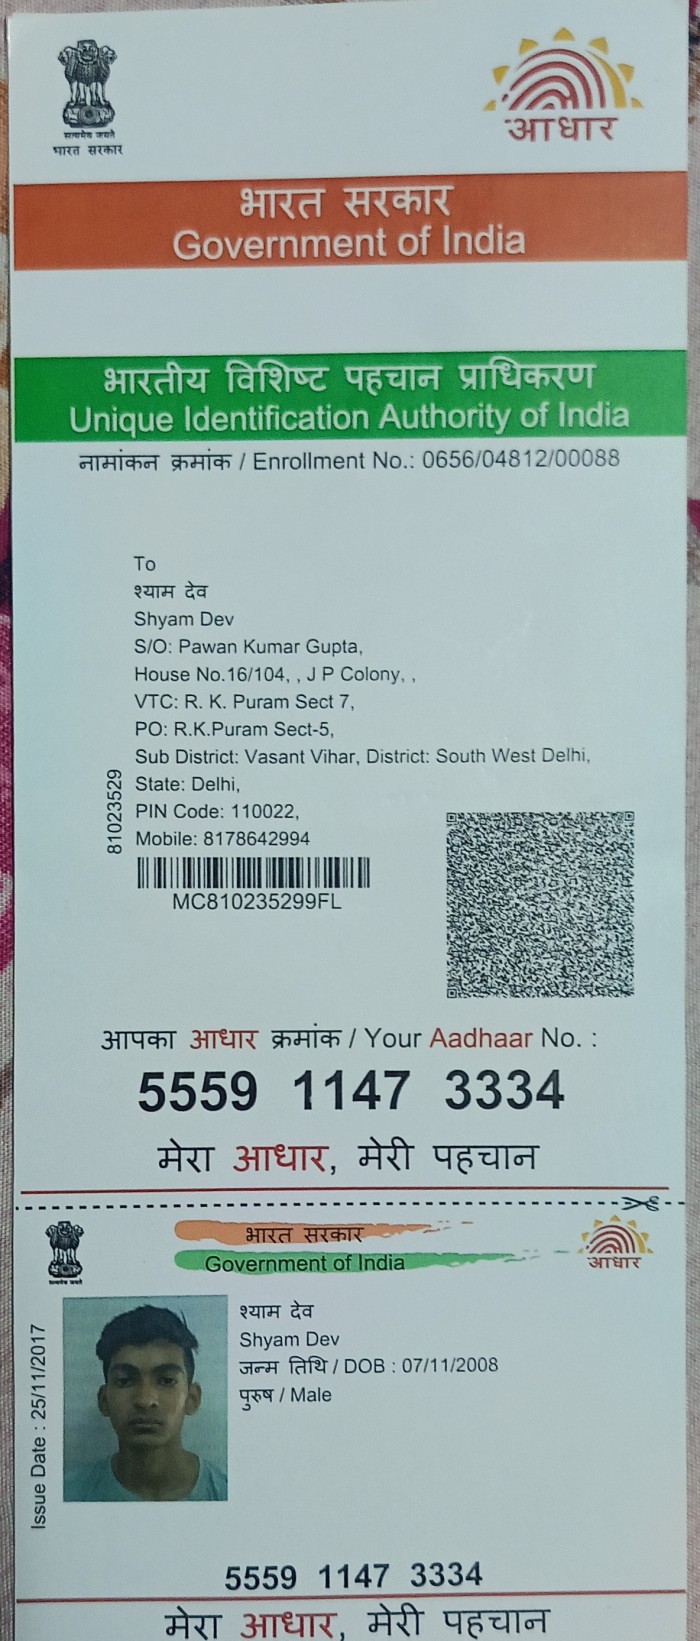 सत्यमेव जयते
भारत सरकार
आधार
भारत सरकार
Government of India
भारतीय विशिष्ट पहचान प्राधिकरण
Unique Identification Authority of India
नामांकन क्रमांक / Enrollment No.: 0656/04812/00088
To
श्याम देव
Shyam Dev
S/O: Pawan Kumar Gupta,
House No.16/104, , J P Colony, ,
VTC: R. K. Puram Sect 7,
PO: R.K.Puram Sect-5,
Sub District: Vasant Vihar, District: South West Delhi,
State: Delhi,
PIN Code: 110022,
Mobile: 8178642994
81023529
MC810235299FL
आपका आधार क्रमांक / Your Aadhaar No. :
5559 1147 3334
मेरा आधार, मेरी पहचान
भारत सरकार
Government of India
आधार
सत्यमेव जयते
Issue Date : 25/11/2017
श्याम देव
Shyam Dev
जन्म तिथि / DOB : 07/11/2008
पुरुष / Male
5559 1147 3334
मेरा आधार, मेरी पहचान